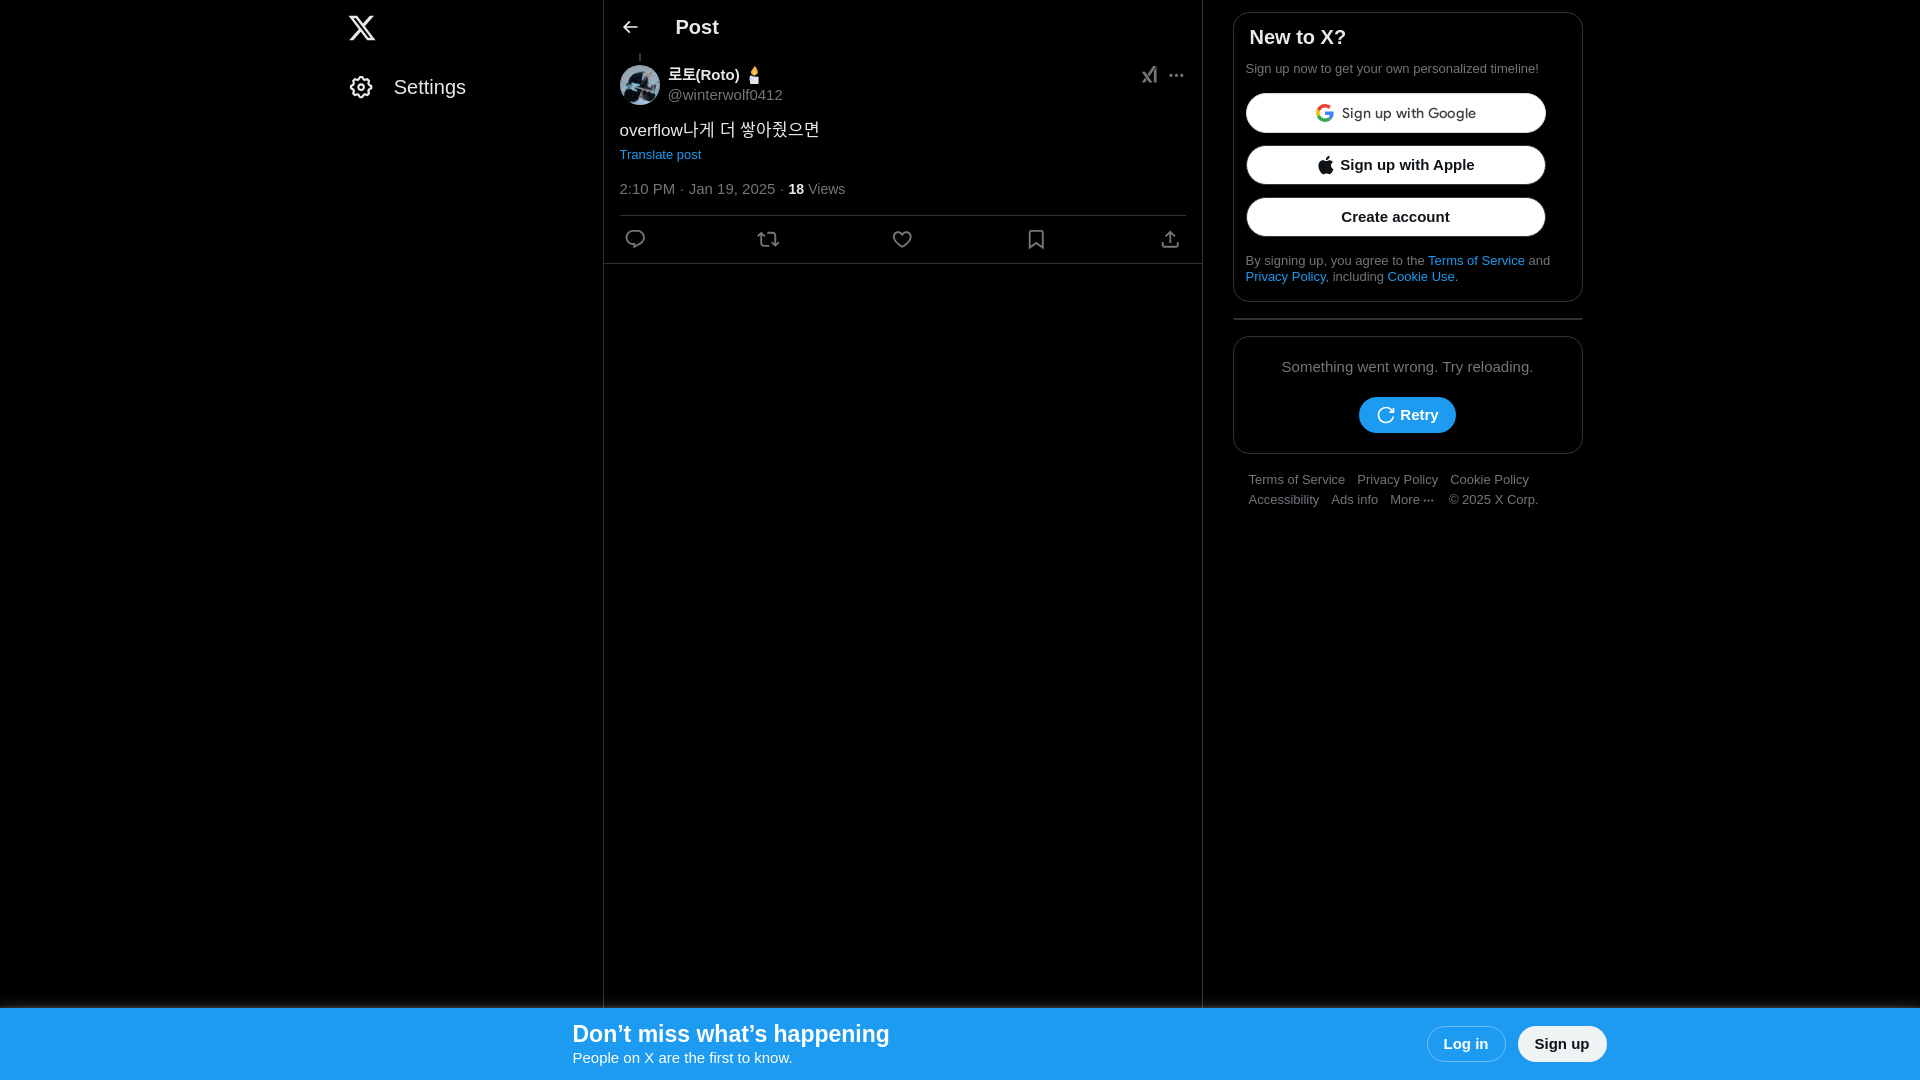 Settings
Post
로토(Roto)
@winterwolf0412
overflow나게 더 쌓아줬으면
Translate post
2:10 PM · Jan 19, 2025 · 18 Views
New to X?
Sign up now to get your own personalized timeline!
Sign up with Google
Sign up with Apple
Create account
By signing up, you agree to the Terms of Service and
Privacy Policy, including Cookie Use.
Something went wrong. Try reloading.
Retry
Terms of Service Privacy Policy Cookie Policy
Accessibility Ads info More ··· © 2025 X Corp.
Don’t miss what’s happening
People on X are the first to know.
Log in
Sign up